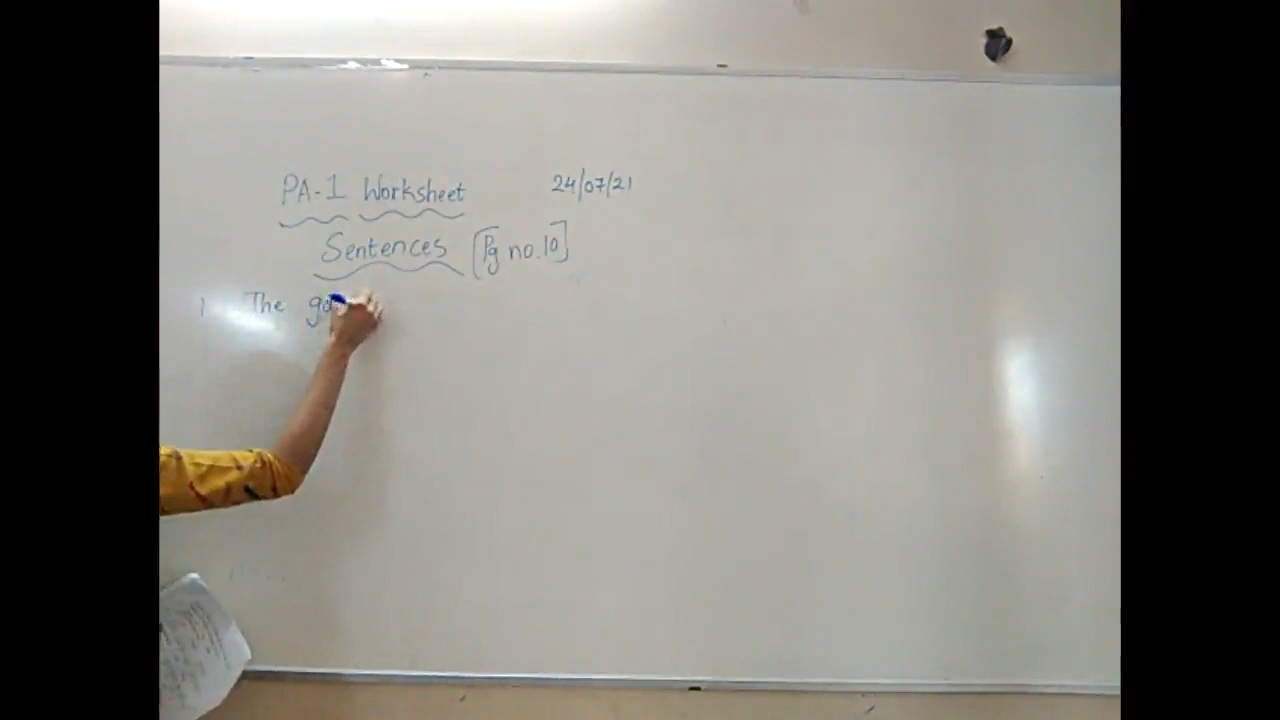 PA-1 Worksheet 24/07/21
Sentences [Pg no.10]
1 The